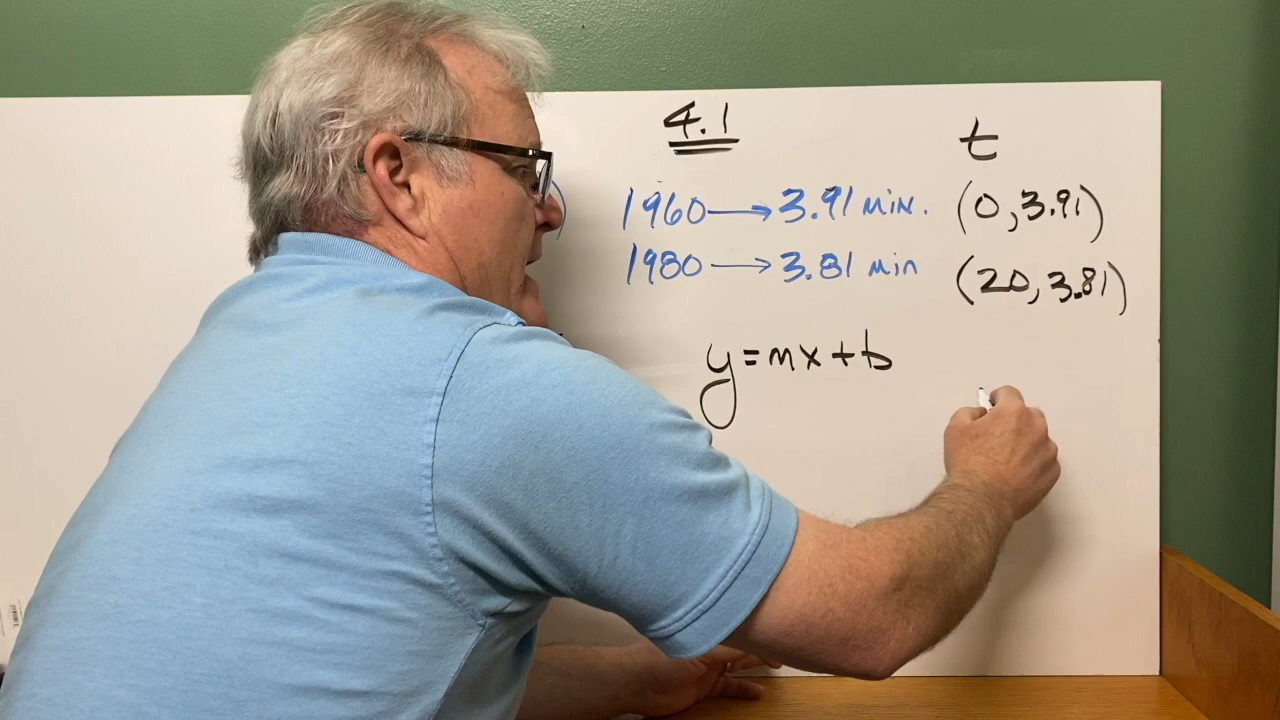 4.1
t
1960 → 3.91 MIN. (0, 3.91)
1980 → 3.81 min (20, 3.81)
y = mx + b